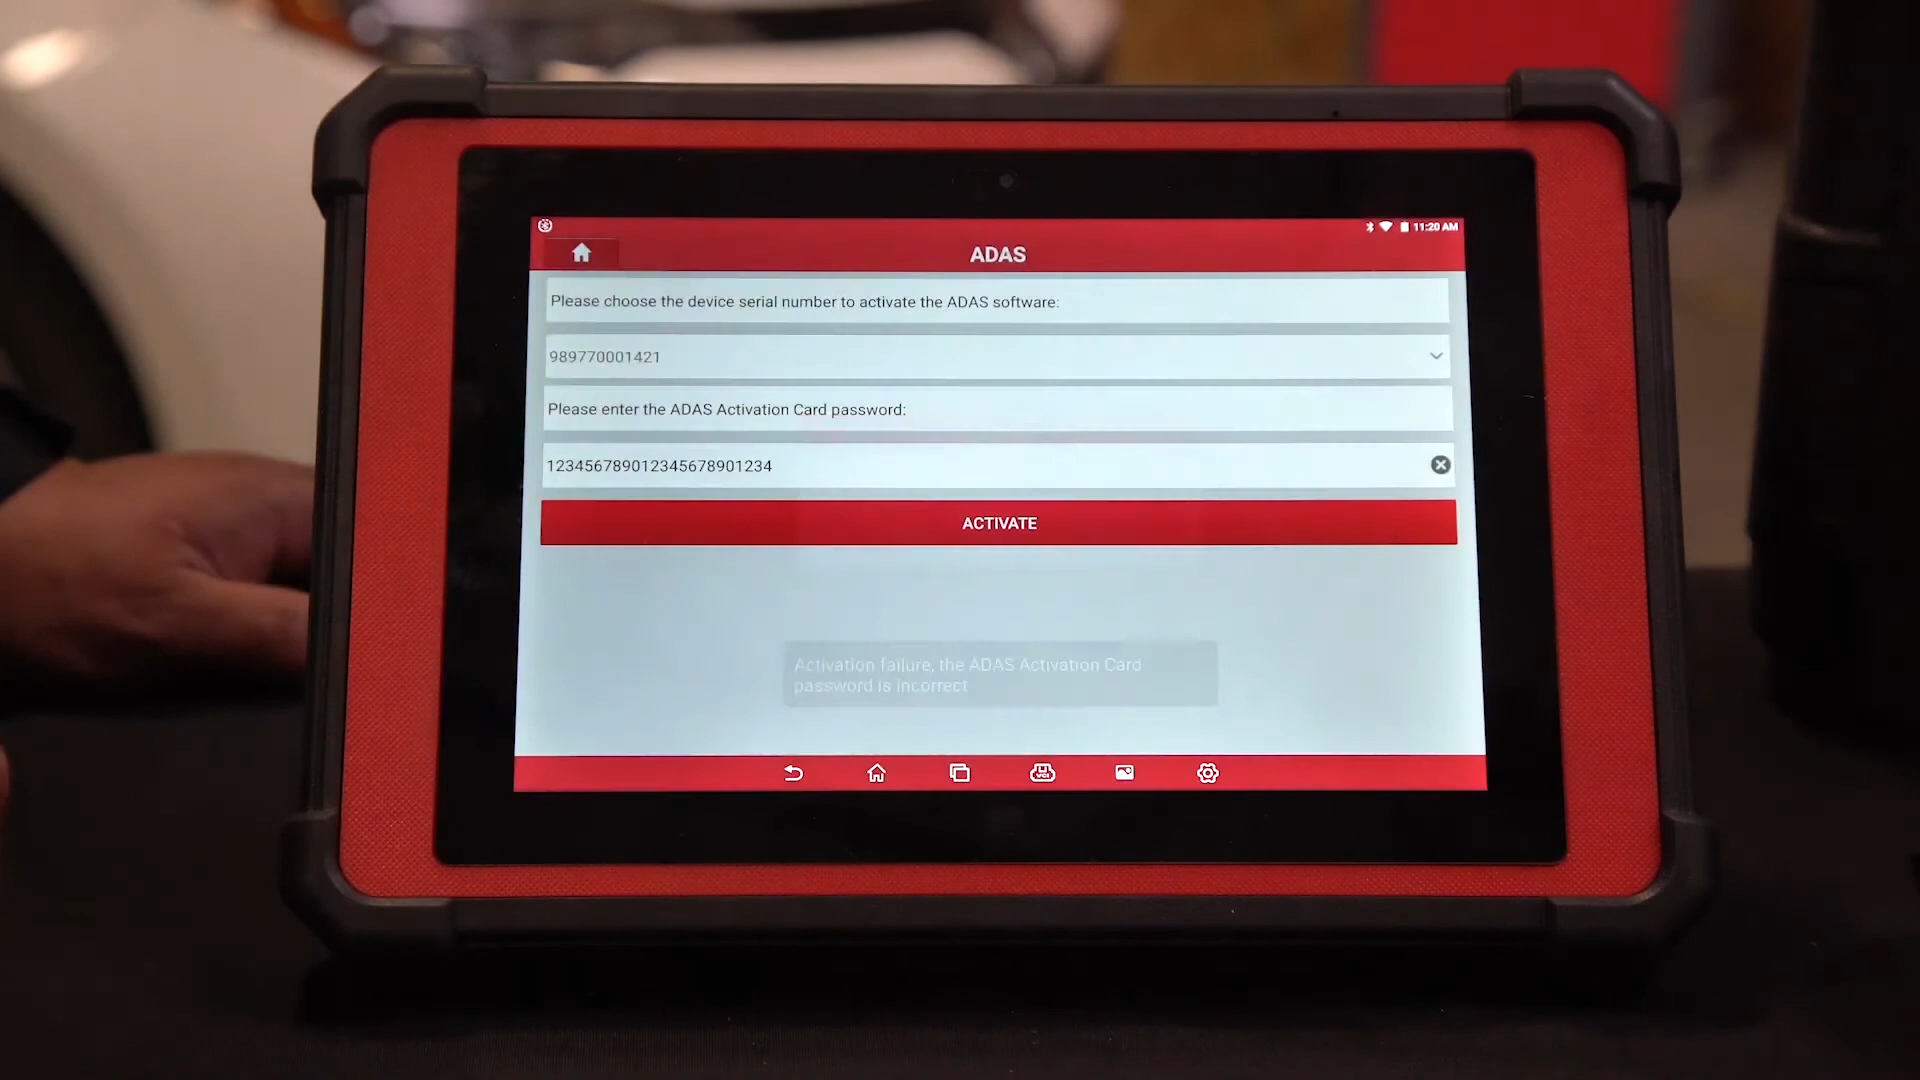 11:20 AM
ADAS
Please choose the device serial number to activate the ADAS software:
989770001421
Please enter the ADAS Activation Card password:
123456789012345678901234
ACTIVATE
Activation failure, the ADAS Activation Card
password is incorrect
VCI